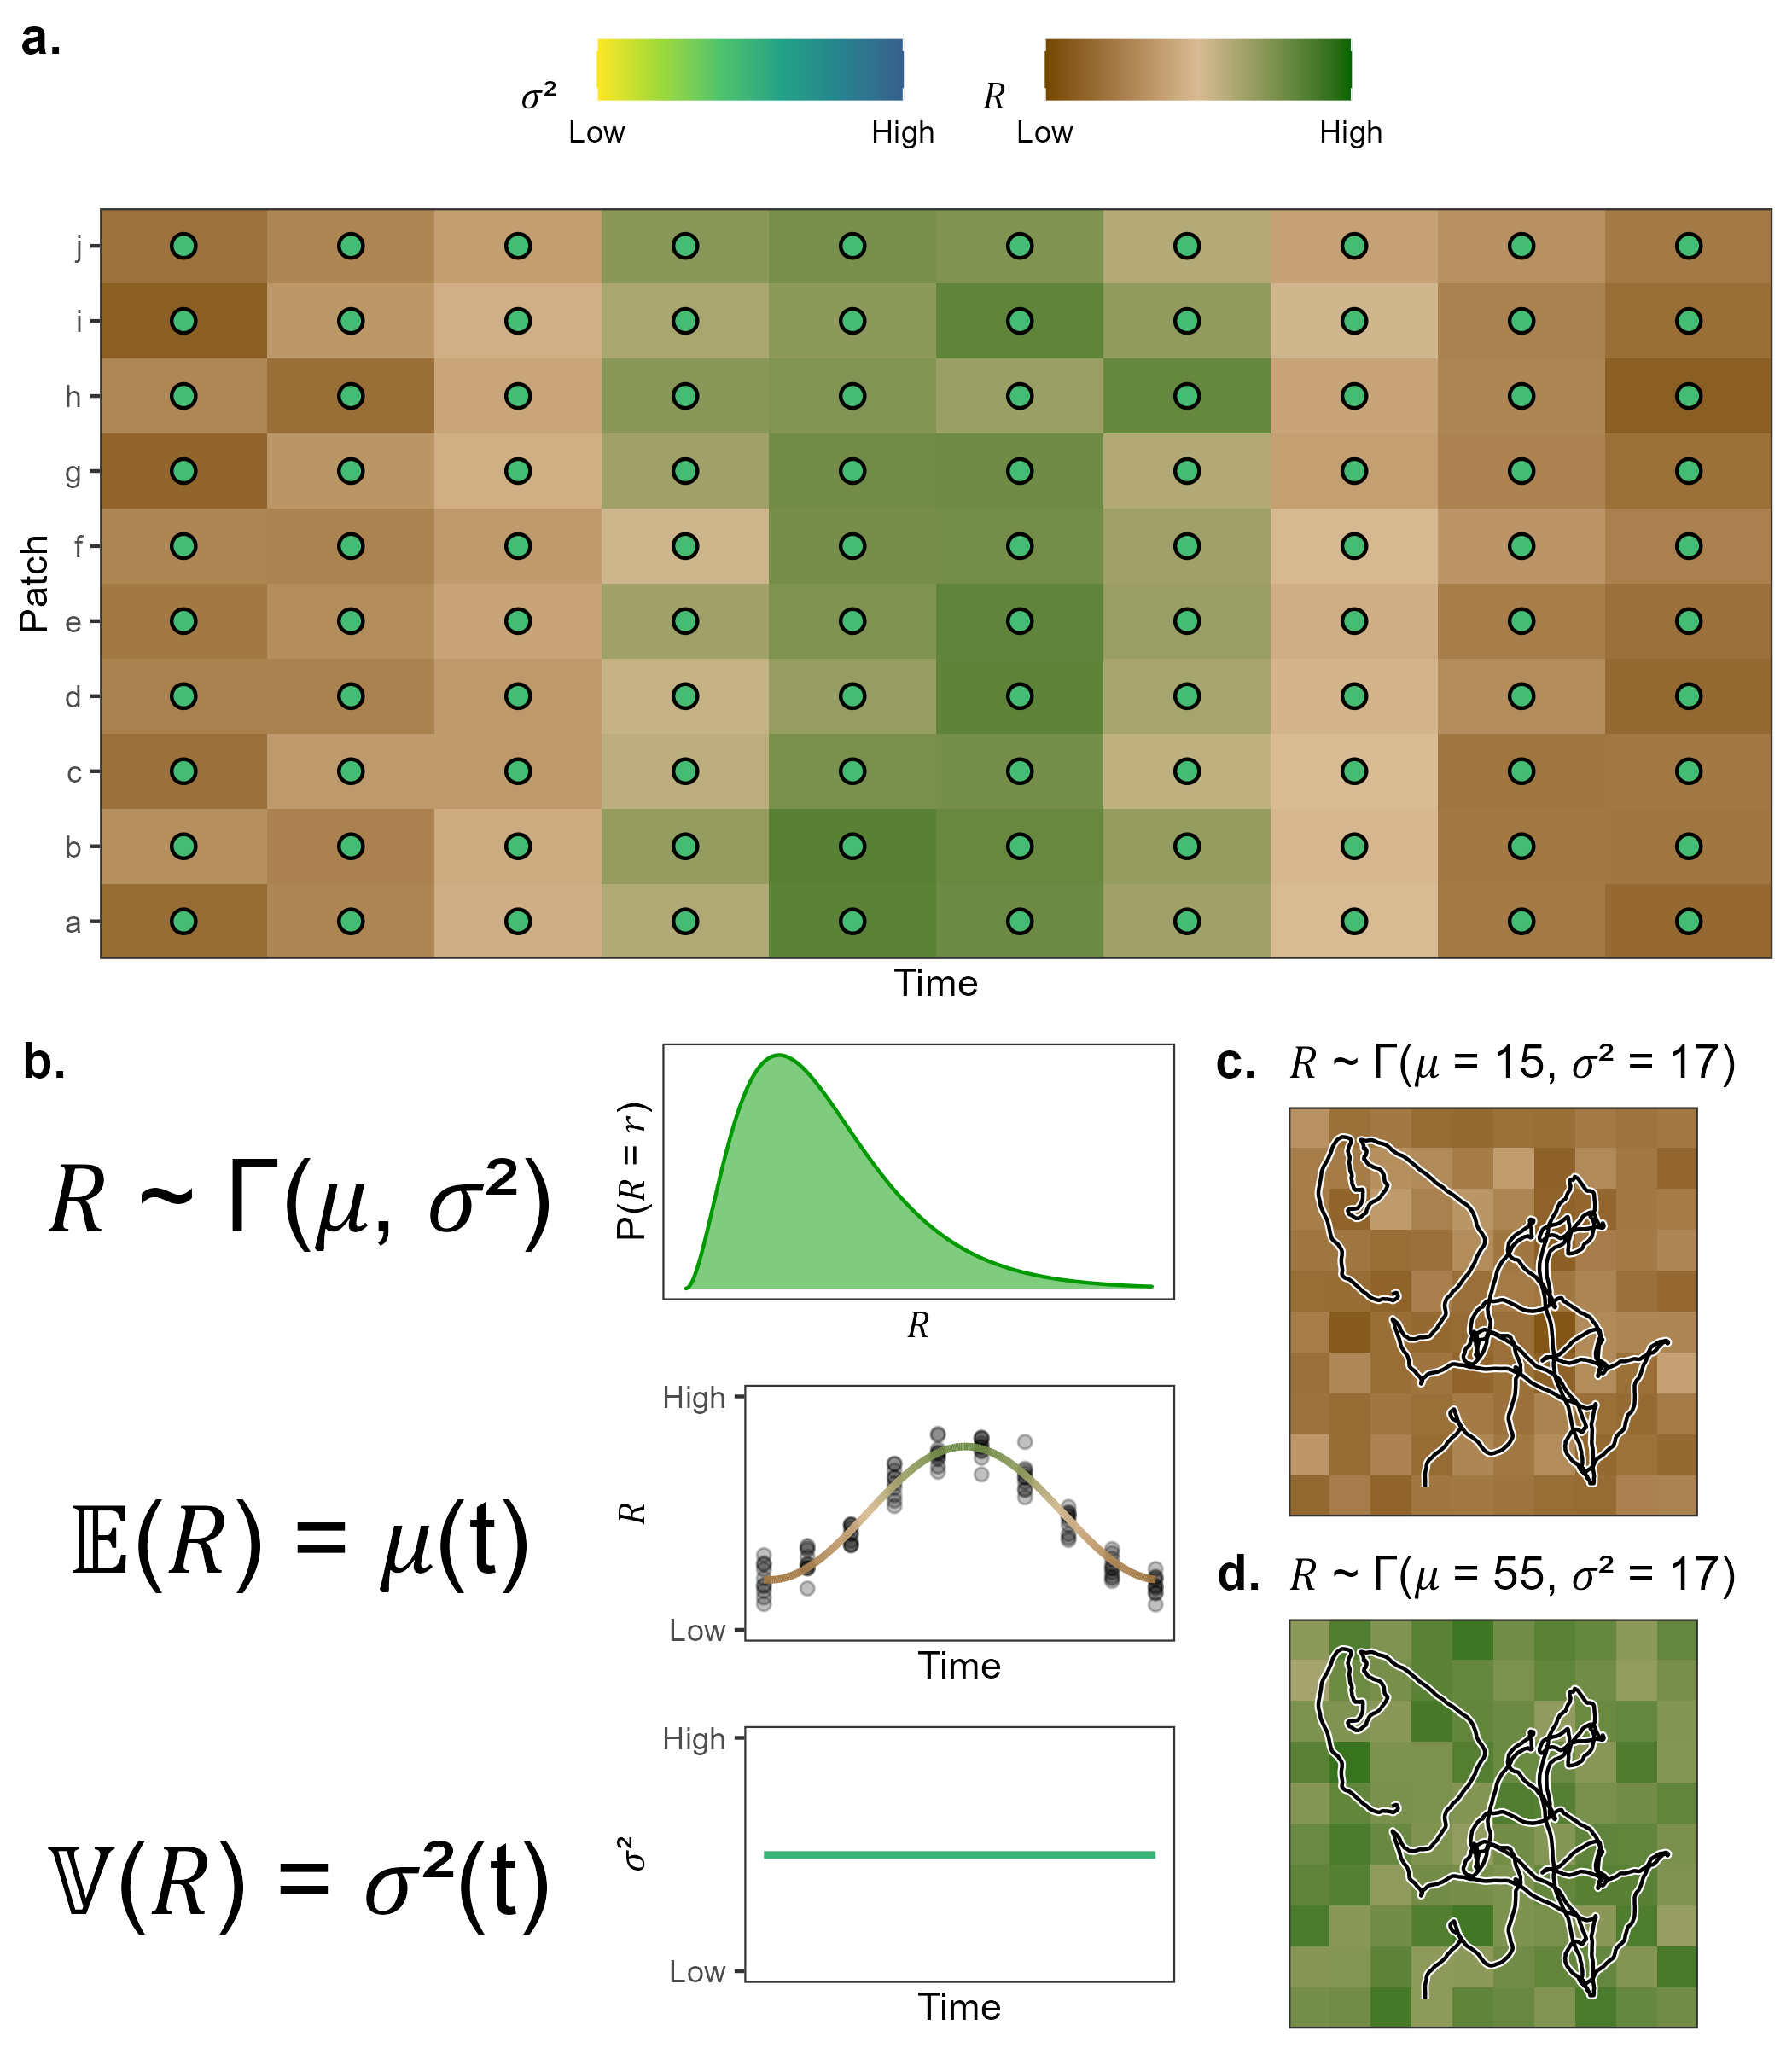 a.
σ²
Low
High
R
Low
High
Patch
j
i
h
g
f
e
d
c
b
a
Time
b.
R ~ Γ(μ, σ²)
P(R = r)
R
𝔼(R) = μ(t)
High
R
Low
Time
𝕍(R) = σ²(t)
High
σ²
Low
Time
c. R ~ Γ(μ = 15, σ² = 17)
d. R ~ Γ(μ = 55, σ² = 17)